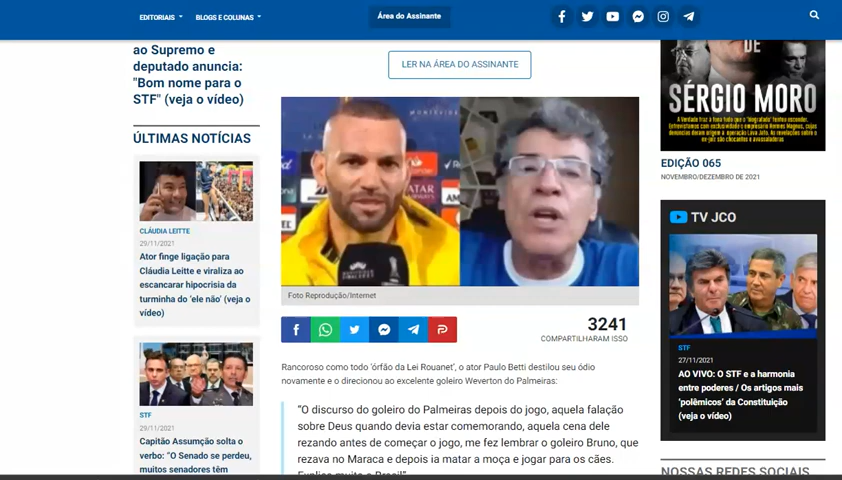 EDITORIAIS
BLOGS E COLUNAS
Área do Assinante
ao Supremo e
deputado anuncia:
"Bom nome para o
STF" (veja o vídeo)
ÚLTIMAS NOTÍCIAS
CLÁUDIA LEITTE
29/11/2021
Ator finge ligação para
Cláudia Leitte e viraliza ao
escancarar hipocrisia da
turminha do 'ele não' (veja o
vídeo)
STF
29/11/2021
Capitão Assumção solta o
verbo: "O Senado se perdeu,
muitos senadores têm
LER NA ÁREA DO ASSINANTE
Foto Reprodução/Internet
3241
COMPARTILHARAM ISSO
Rancoroso como todo 'órfão da Lei Rouanet', o ator Paulo Betti destilou seu ódio
novamente e o direcionou ao excelente goleiro Weverton do Palmeiras:
"O discurso do goleiro do Palmeiras depois do jogo, aquela falação
sobre Deus quando devia estar comemorando, aquela cena dele
rezando antes de começar o jogo, me fez lembrar o goleiro Bruno, que
rezava no Maraca e depois ia matar a moça e jogar para os cães.
Explica muito o Brasil"
DE
SÉRGIO MORO
EDIÇÃO 065
NOVEMBRO/DEZEMBRO DE 2021
TV JCO
STF
27/11/2021
AO VIVO: O STF e a harmonia
entre poderes / Os artigos mais
'polêmicos' da Constituição
(veja o vídeo)
NOSSAS REDES SOCIAIS